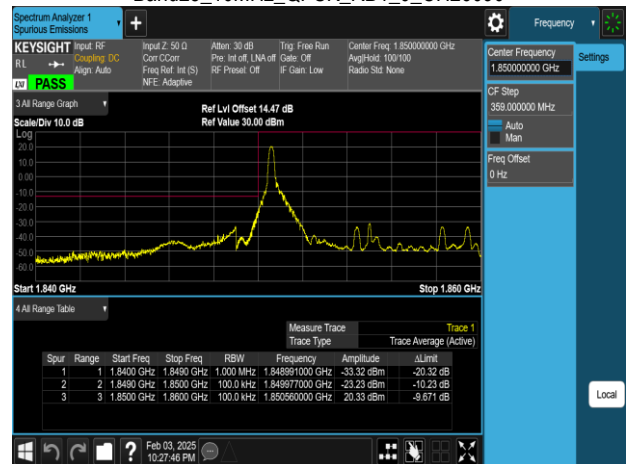 Spectrum Analyzer 1
Spurious Emissions
Frequency
KEYSIGHT
Input: RF
Coupling: DC
Align: Auto
Input Z: 50 Ω
Corr CCorr
Freq Ref: Int (S)
NFE: Adaptive
Atten: 30 dB
Pre: Int off, LNA off
RF Preset: Off
Trig: Free Run
Gate: Off
IF Gain: Low
Center Freq: 1.850000000 GHz
Avg|Hold: 100/100
Radio Std: None
RL
LXI
PASS
Center Frequency
1.850000000 GHz
Settings
CF Step
359.000000 MHz
Auto
Man
Freq Offset
0 Hz
3 All Range Graph
Scale/Div 10.0 dB
Ref Lvl Offset 14.47 dB
Ref Value 30.00 dBm
Log
20.0
10.0
0.00
-10.0
-20.0
-30.0
-40.0
-50.0
-60.0
Start 1.840 GHz
Stop 1.860 GHz
4 All Range Table
Measure Trace Trace 1
Trace Type Trace Average (Active)
Spur Range Start Freq Stop Freq RBW Frequency Amplitude ΔLimit
1 1 1.8400 GHz 1.8490 GHz 1.000 MHz 1.848991000 GHz -33.32 dBm -20.32 dB
2 2 1.8490 GHz 1.8500 GHz 100.0 kHz 1.849977000 GHz -23.23 dBm -10.23 dB
3 3 1.8500 GHz 1.8600 GHz 100.0 kHz 1.850560000 GHz 20.33 dBm -9.671 dB
Local
Feb 03, 2025
10:27:46 PM